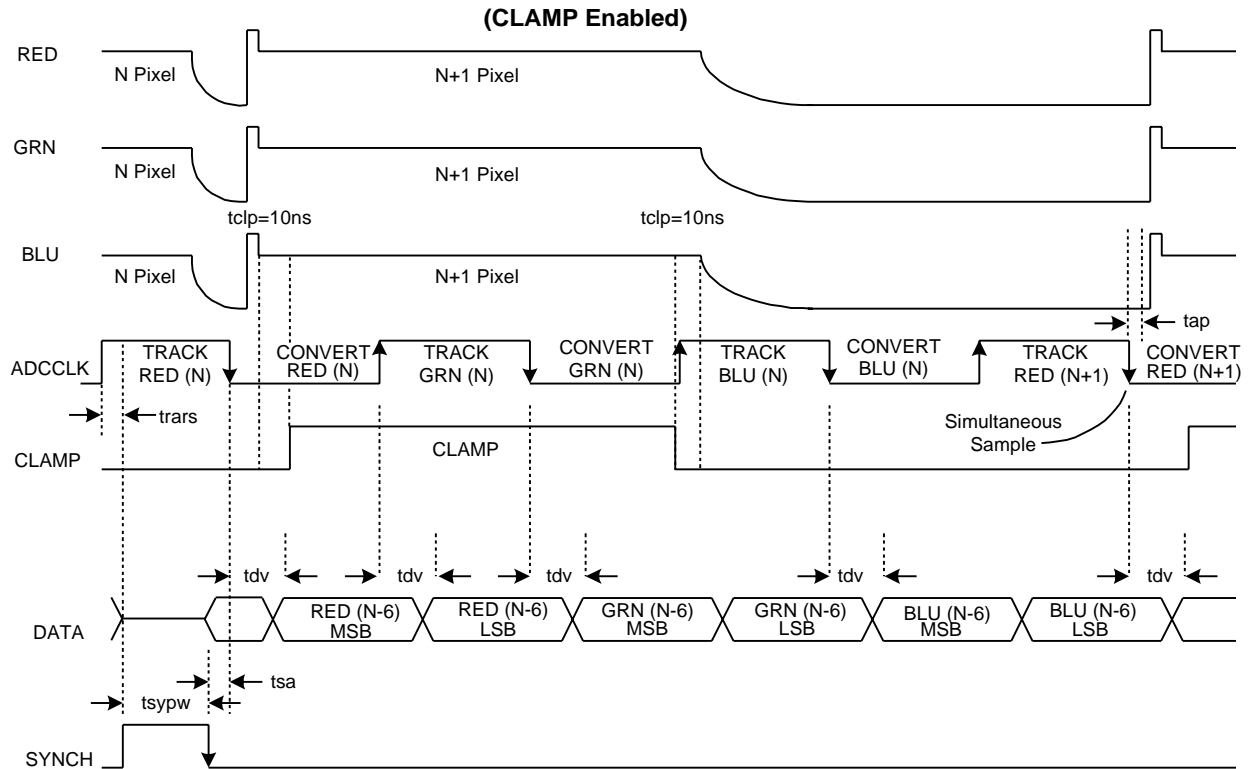 (CLAMP Enabled)
RED
N Pixel
N+1 Pixel
GRN
N Pixel
N+1 Pixel
tclp=10ns
tclp=10ns
BLU
N Pixel
N+1 Pixel
tap
ADCCLK
TRACK
RED (N)
CONVERT
RED (N)
TRACK
GRN (N)
CONVERT
GRN (N)
TRACK
BLU (N)
CONVERT
BLU (N)
TRACK
RED (N+1)
CONVERT
RED (N+1)
trars
Simultaneous
Sample
CLAMP
CLAMP
tdv
tdv
tdv
tdv
tdv
DATA
RED (N-6)
MSB
RED (N-6)
LSB
GRN (N-6)
MSB
GRN (N-6)
LSB
BLU (N-6)
MSB
BLU (N-6)
LSB
tsa
tsypw
SYNCH